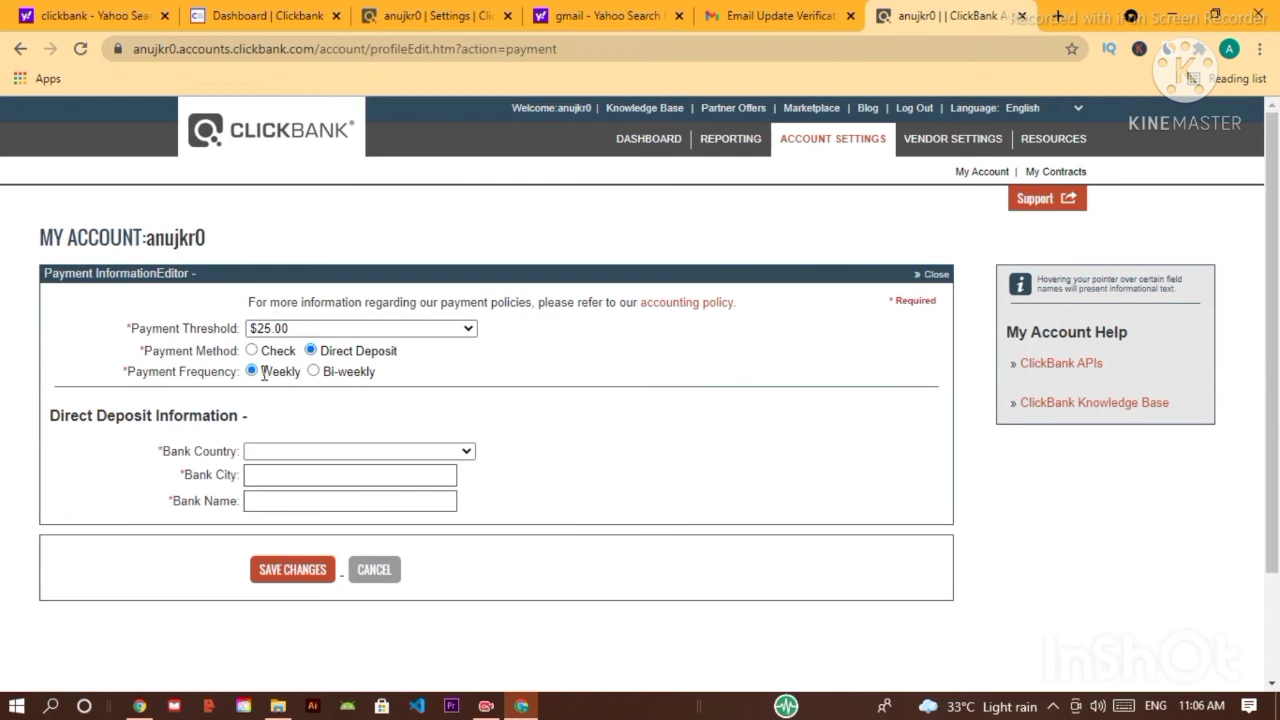 clickbank - Yahoo Sear
Dashboard | Clickbank
anujkr0 | Settings | Clic
gmail - Yahoo Search
Email Update Verificat
anujkr0 | | ClickBank A
Recorded with iFun Screen Recorder
anujkr0.accounts.clickbank.com/account/profileEdit.htm?action=payment
IQ
K
A
Apps
Reading list
KINEMASTER
Welcome:anujkr0 | Knowledge Base | Partner Offers | Marketplace | Blog | Log Out | Language: English
CLICKBANK
DASHBOARD | REPORTING | ACCOUNT SETTINGS | VENDOR SETTINGS | RESOURCES
My Account | My Contracts
Support
MY ACCOUNT:anujkr0
Payment InformationEditor -
» Close
For more information regarding our payment policies, please refer to our accounting policy.
* Required
*Payment Threshold: $25.00
*Payment Method: Check Direct Deposit
*Payment Frequency: Weekly Bi-weekly
Direct Deposit Information -
*Bank Country:
*Bank City:
*Bank Name:
SAVE CHANGES - CANCEL
Hovering your pointer over certain field
names will present informational text.
My Account Help
» ClickBank APIs
» ClickBank Knowledge Base
InShOt
33°C Light rain
ENG
11:06 AM